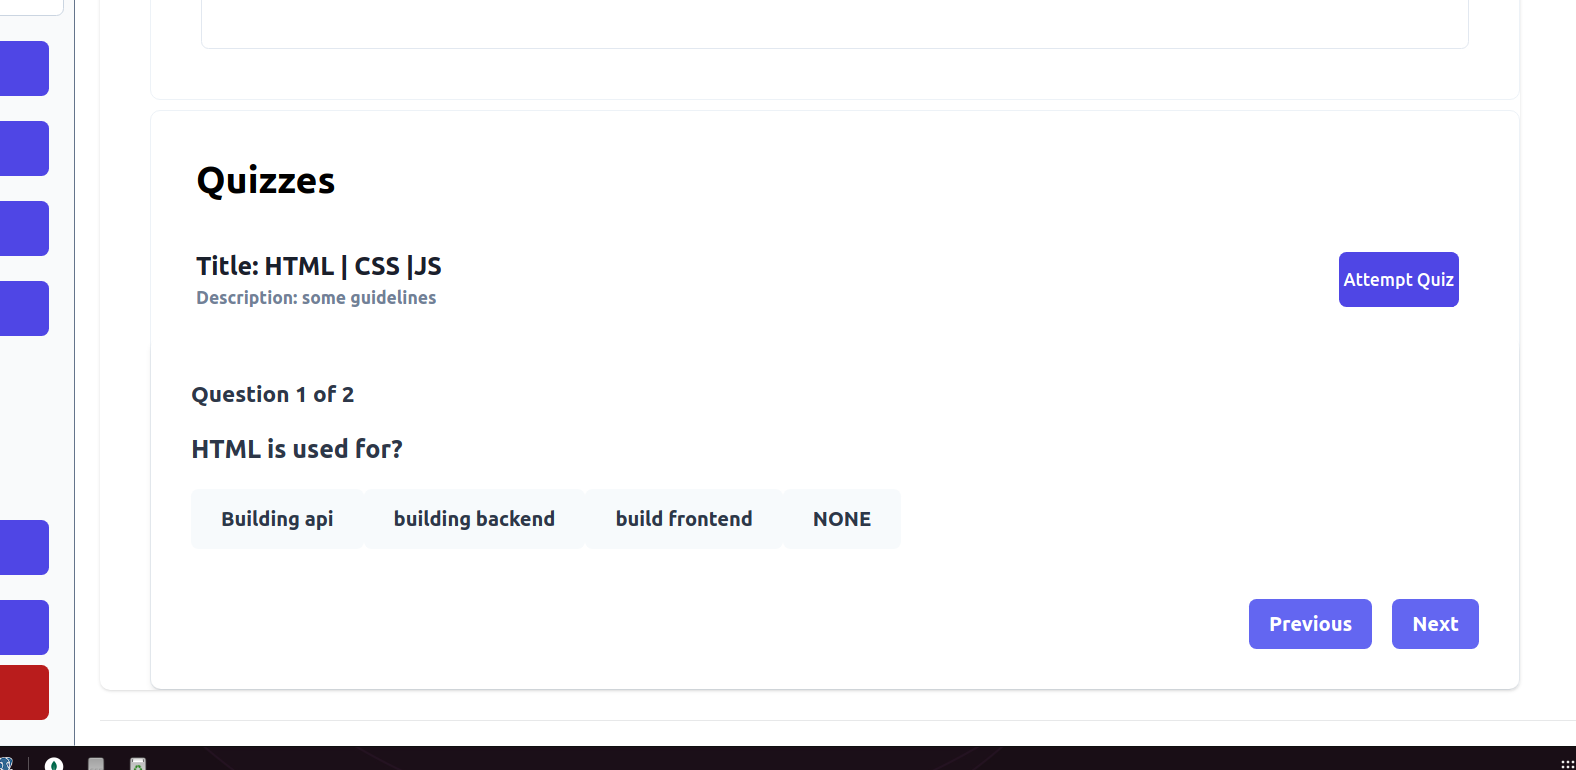 Quizzes
Title: HTML | CSS |JS
Description: some guidelines
Attempt Quiz
Question 1 of 2
HTML is used for?
Building api building backend build frontend NONE
Previous Next